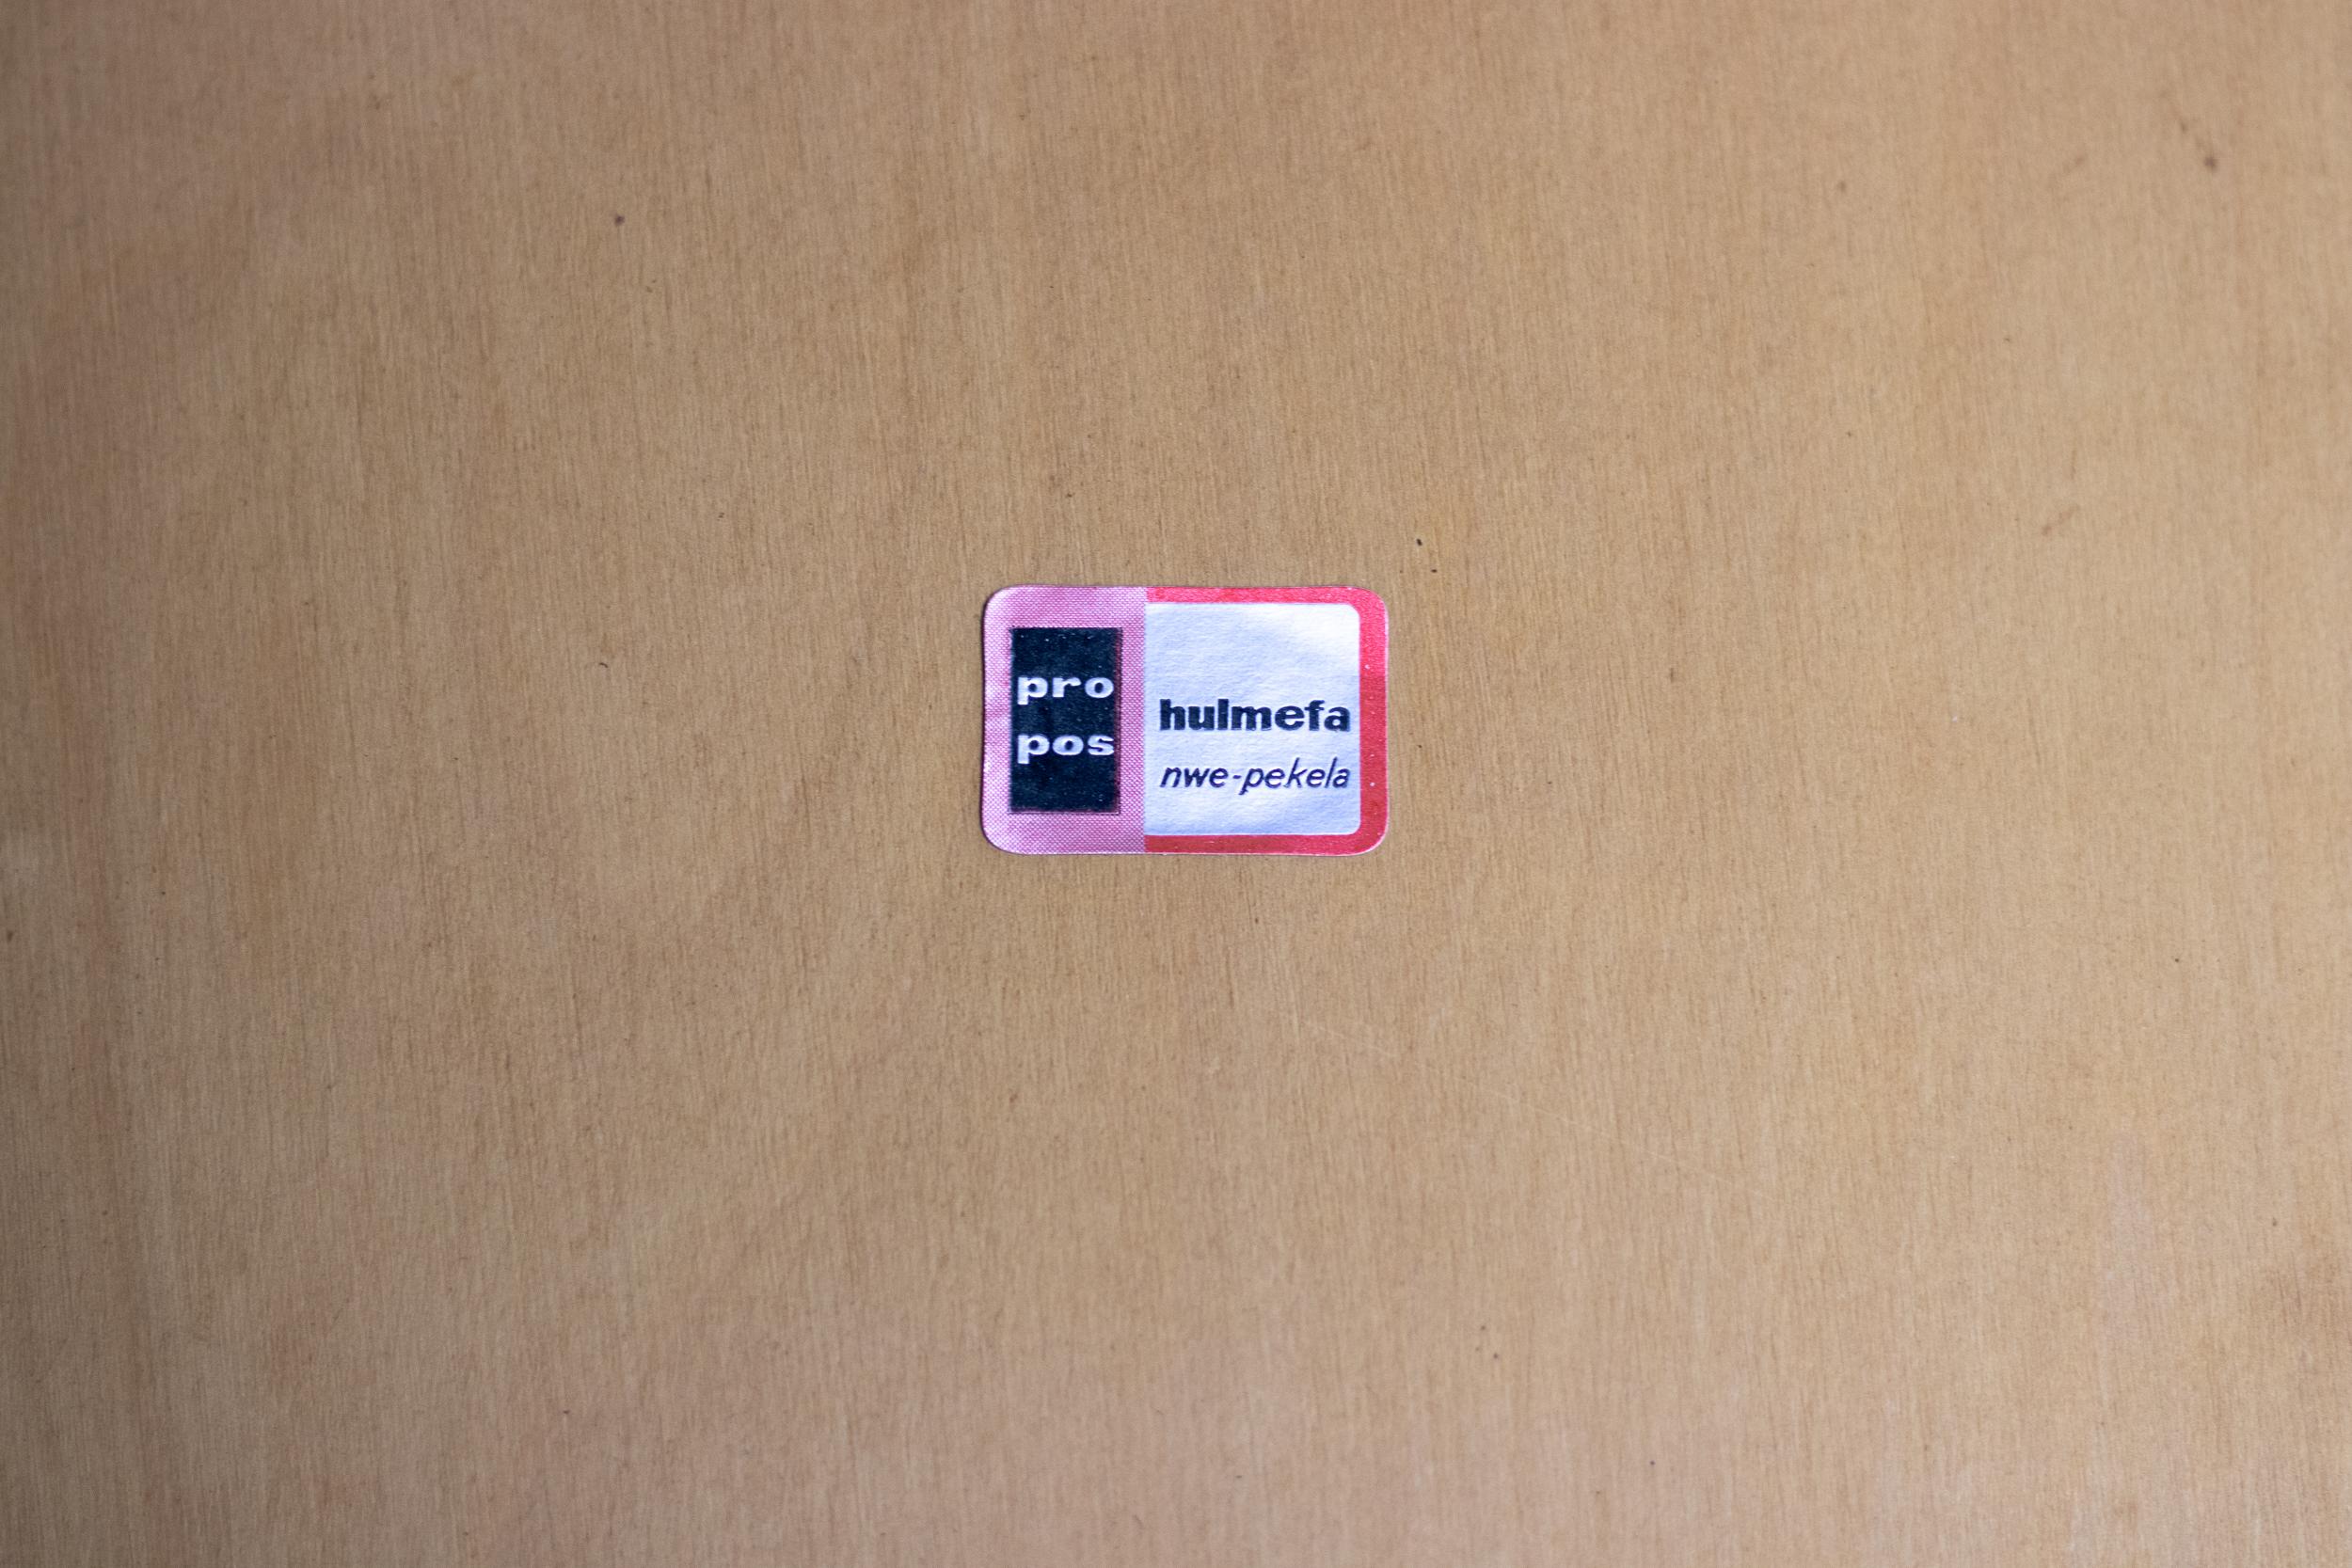 pro
pos
hulmefa
nwe-pekela